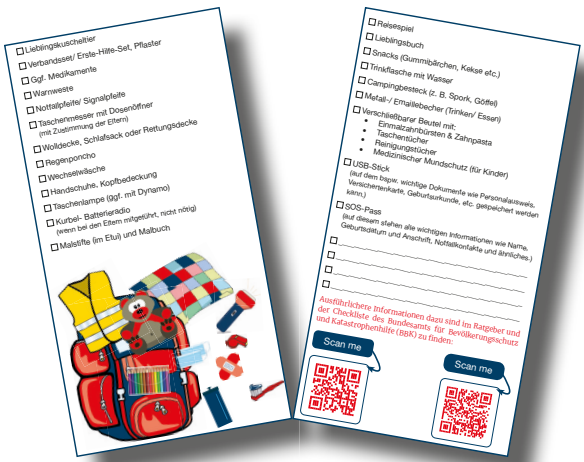 Lieblingskuscheltier
Verbandsset/ Erste-Hilfe-Set, Pflaster
Ggf. Medikamente
Warnweste
Notfallpfeife/ Signalpfeife
Taschenmesser mit Dosenöffner
(mit Zustimmung der Eltern)
Wolldecke, Schlafsack oder Rettungsdecke
Regenponcho
Wechselwäsche
Handschuhe, Kopfbedeckung
Taschenlampe (ggf. mit Dynamo)
Kurbel- Batterieradio
(wenn bei den Eltern mitgeführt, nicht nötig)
Malstifte (im Etui) und Malbuch
Reisespiel
Lieblingsbuch
Snacks (Gummibärchen, Kekse etc.)
Trinkflasche mit Wasser
Campingbesteck (z. B. Spork, Göffel)
Metall-/ Emaillebecher (Trinken/ Essen)
Verschließbarer Beutel mit:
• Einmalzahnbürsten & Zahnpasta
• Taschentücher
• Reinigungstücher
• Medizinischer Mundschutz (für Kinder)
USB-Stick
(auf dem bspw. wichtige Dokumente wie Personalausweis,
Versichertenkarte, Geburtsurkunde, etc. gespeichert werden
kann.)
SOS-Pass
(auf diesem stehen alle wichtigen Informationen wie Name,
Geburtsdatum und Anschrift, Notfallkontakte und ähnliches.)
Ausführlichere Informationen dazu sind im Ratgeber und
der Checkliste des Bundesamts für Bevölkerungsschutz
und Katastrophenhilfe (BBK) zu finden:
Scan me
Scan me